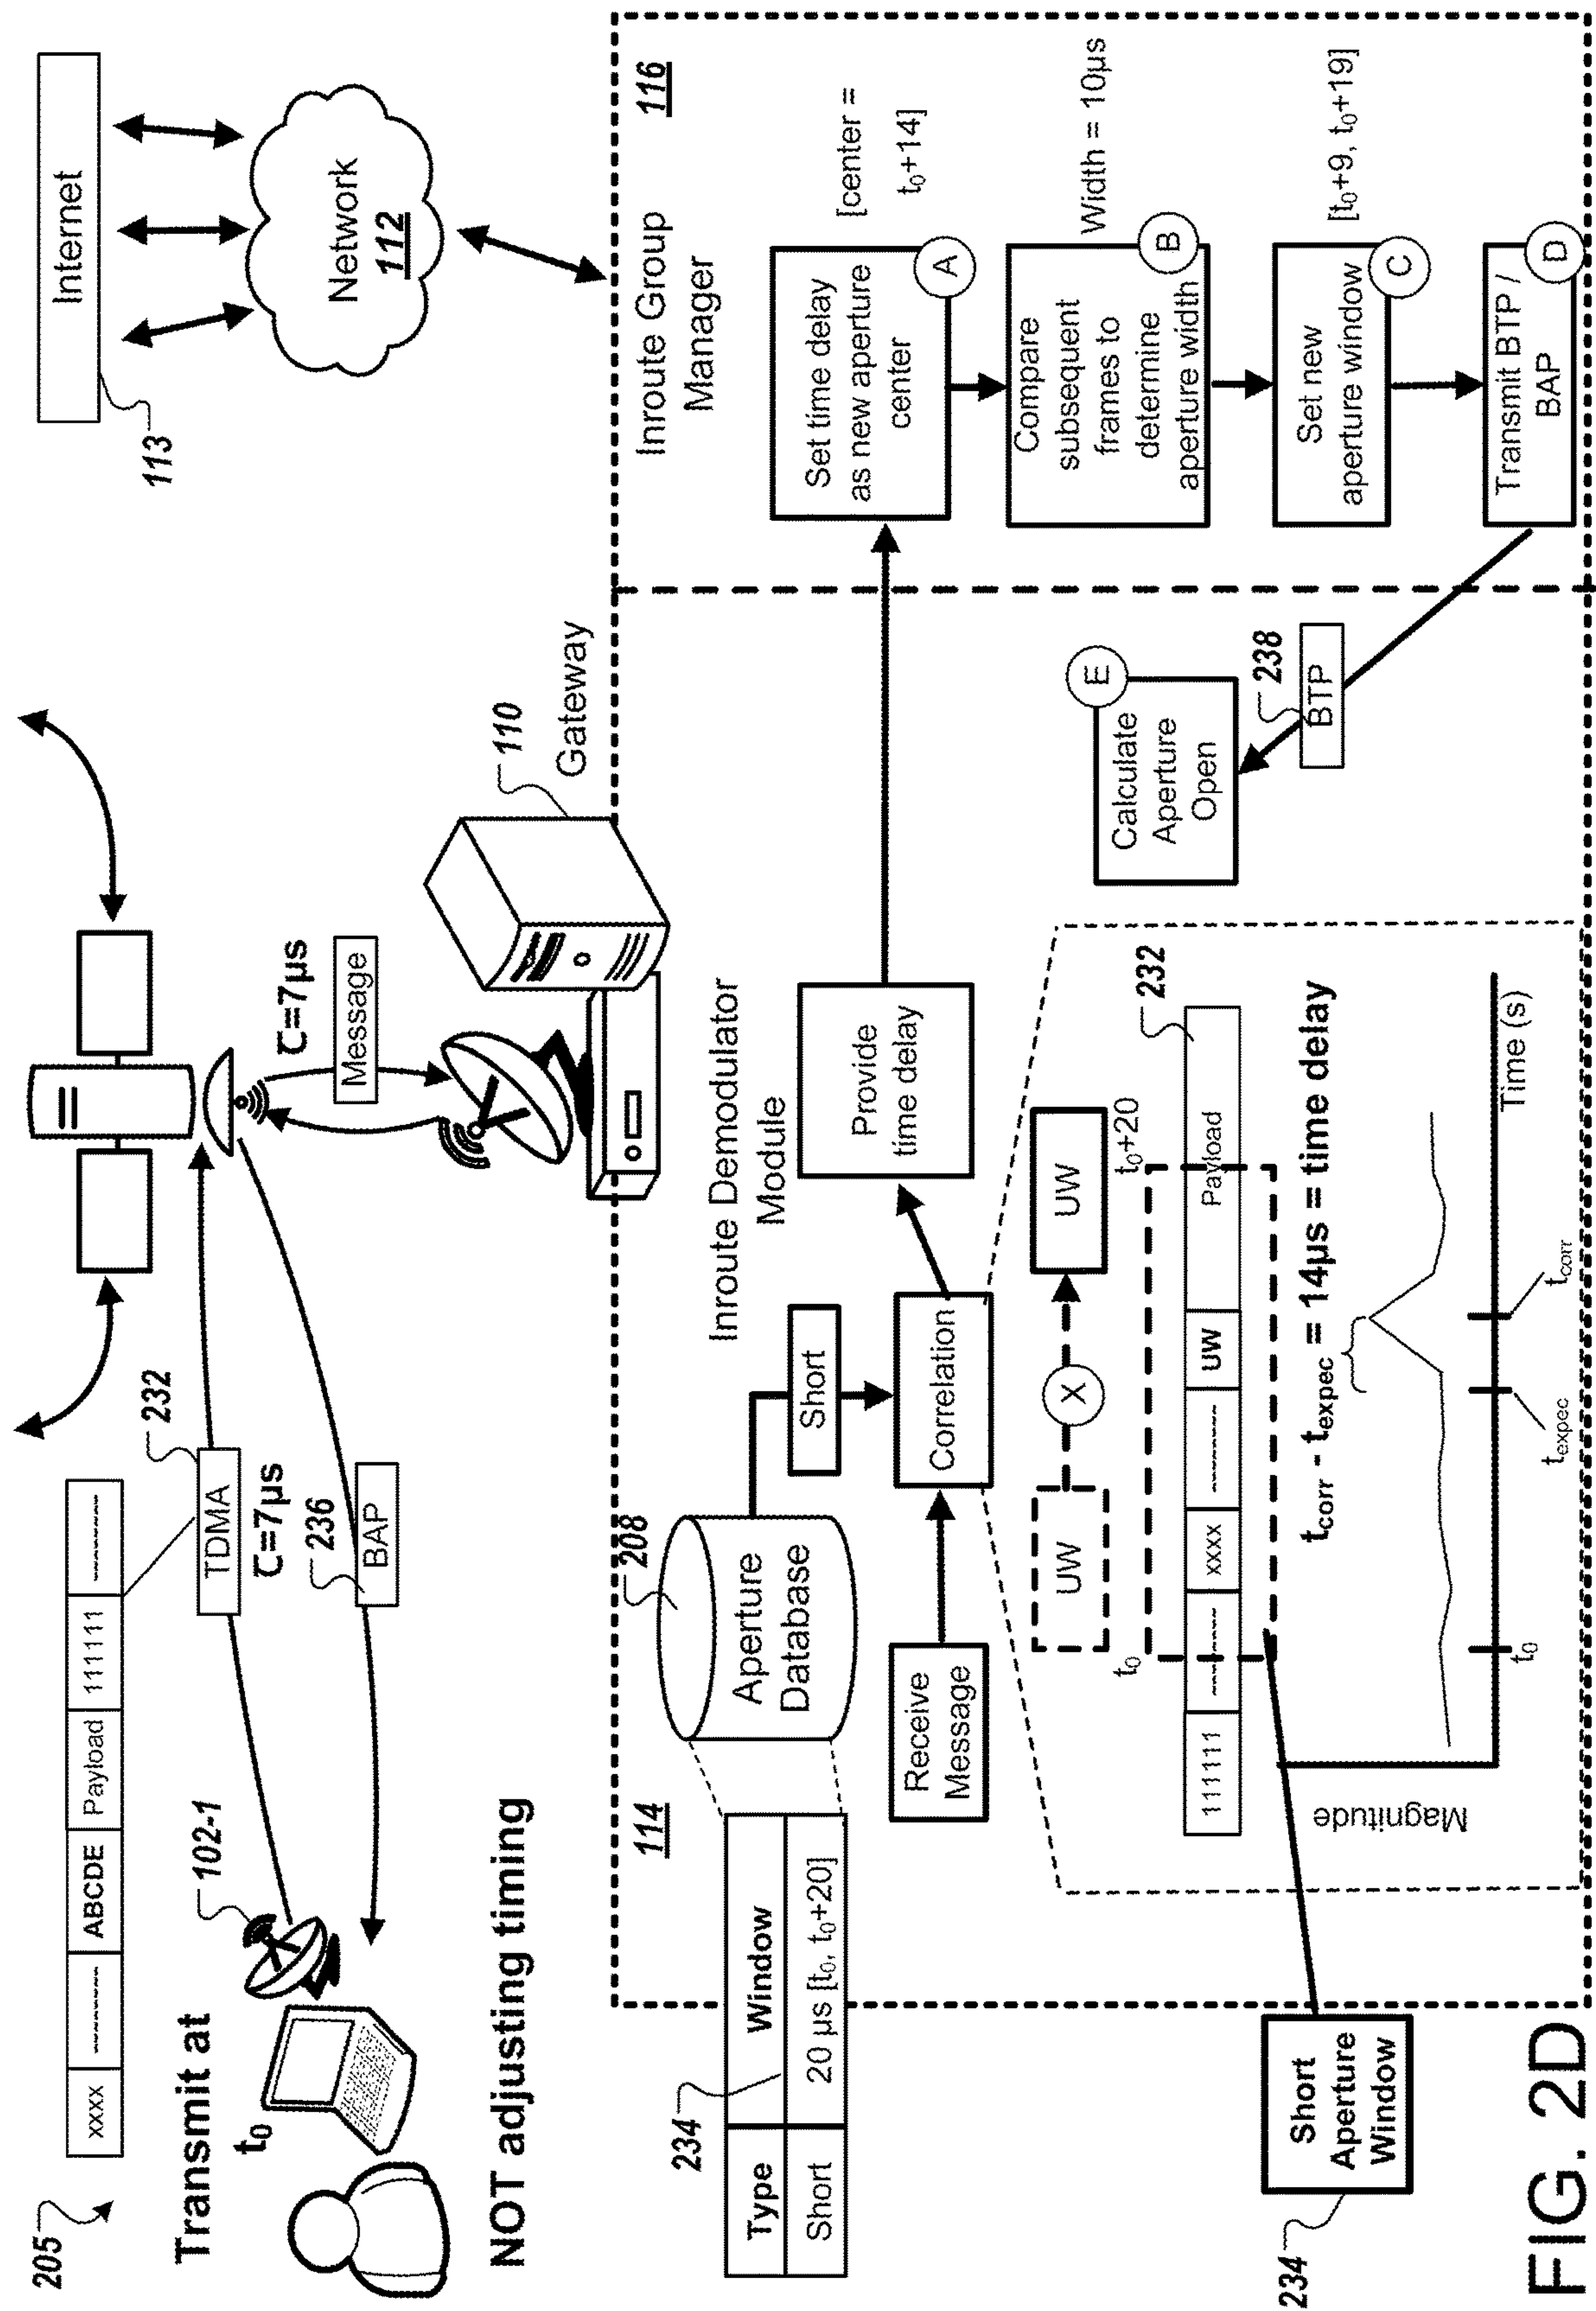 205
xxxx
--------
ABCDE
Payload
111111
--------
Transmit at
t0
102-1
TDMA
232
τ=7µs
236
BAP
NOT adjusting timing
τ=7µs
Message
110
Gateway
Internet
113
Network
112
114
Inroute Demodulator
Module
234
Type
Window
Short
20 µs [t0, t0+20]
208
Aperture
Database
Short
Receive
Message
Correlation
Provide
time delay
UW
X
UW
t0
t0+20
111111
--------
xxxx
--------
UW
Payload
232
tcorr - texpec = 14µs = time delay
Magnitude
t0
texpec
tcorr
Time (s)
Short
Aperture
Window
234
Calculate
Aperture
Open
E
238
BTP
Inroute Group
Manager
116
Set time delay
as new aperture
center
A
[center =
t0+14]
Compare
subsequent
frames to
determine
aperture width
B
Width = 10µs
Set new
aperture window
C
[t0+9, t0+19]
Transmit BTP /
BAP
D
FIG. 2D